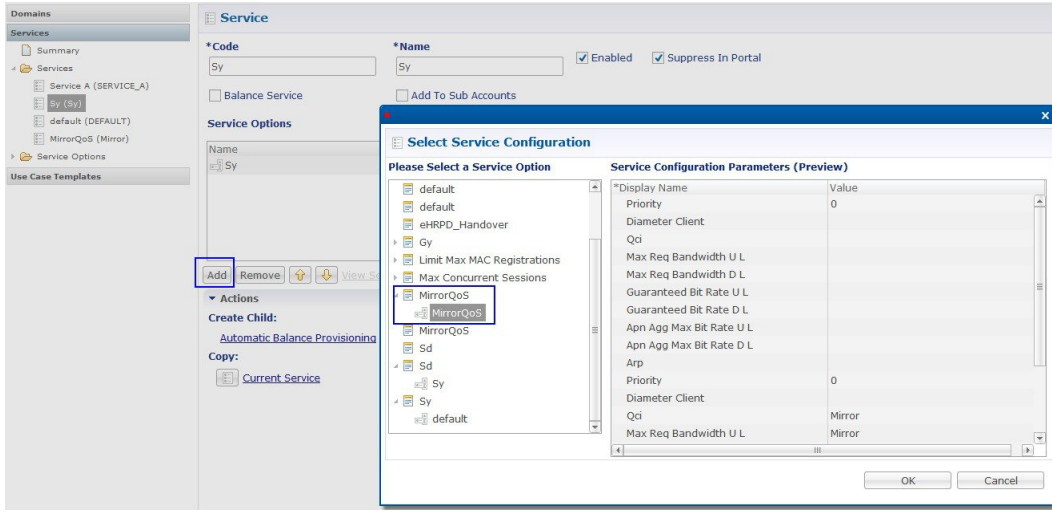 Domains
Services
Summary
Services
Service A (SERVICE_A)
Sy (Sy)
default (DEFAULT)
MirrorQoS (Mirror)
Service Options
Use Case Templates
Service
*Code
*Name
Sy
Sy
Enabled
Suppress In Portal
Balance Service
Add To Sub Accounts
Service Options
Name
Sy
Add
Remove
View Se
Actions
Create Child:
Automatic Balance Provisioning
Copy:
Current Service
x
Select Service Configuration
Please Select a Service Option
default
default
eHRPD_Handover
Gy
Limit Max MAC Registrations
Max Concurrent Sessions
MirrorQoS
MirrorQoS
MirrorQoS
Sd
Sd
Sy
Sy
default
Service Configuration Parameters (Preview)
*Display Name Value
Priority 0
Diameter Client
Qci
Max Req Bandwidth U L
Max Req Bandwidth D L
Guaranteed Bit Rate U L
Guaranteed Bit Rate D L
Apn Agg Max Bit Rate U L
Apn Agg Max Bit Rate D L
Arp
Priority 0
Diameter Client
Qci Mirror
Max Req Bandwidth U L Mirror
OK
Cancel